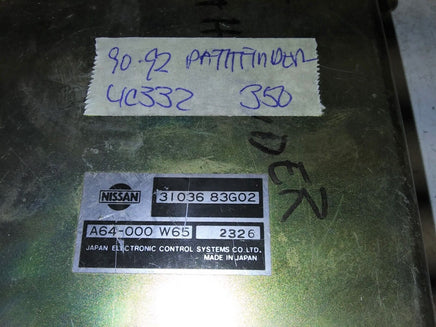 90-92 PATHFINDER
4C332 350
DER
NISSAN 31036 83G02
A64-000 W65 2326
JAPAN ELECTRONIC CONTROL SYSTEMS CO.LTD.
MADE IN JAPAN